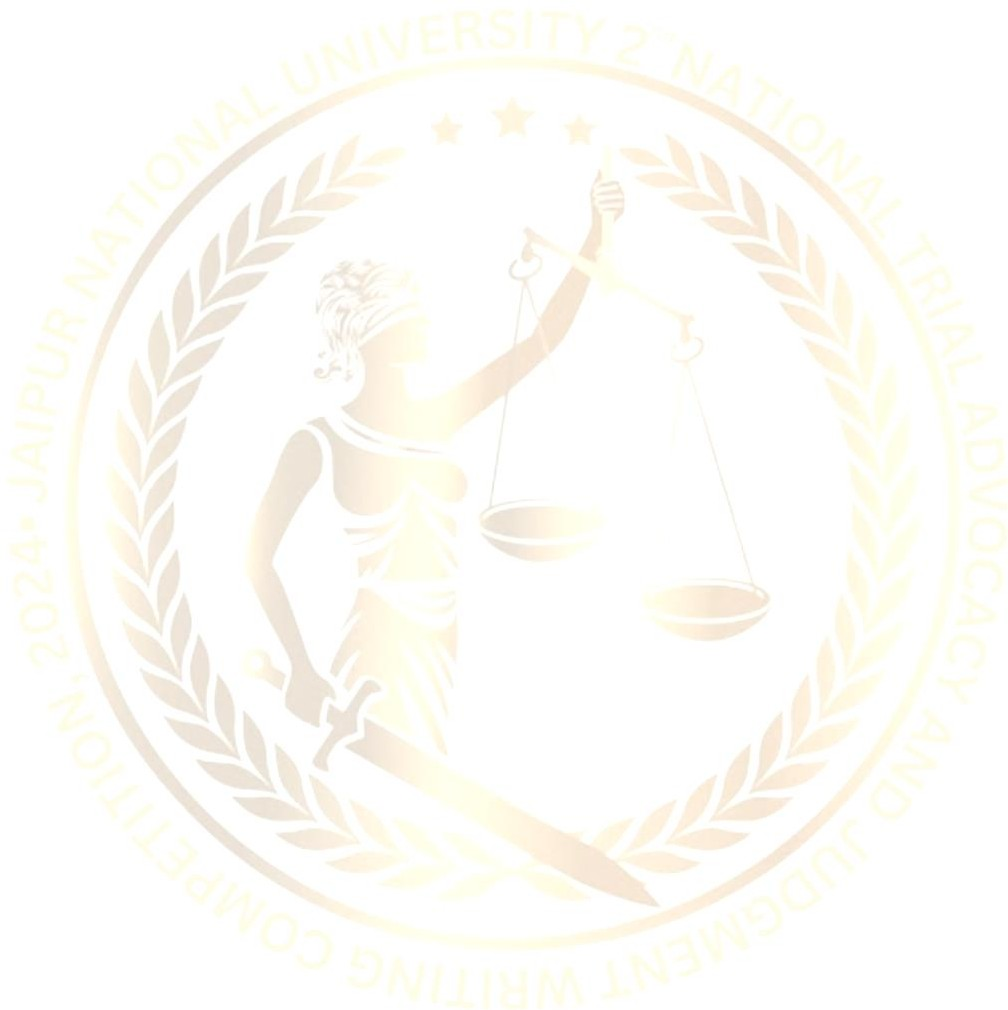 JAIPUR NATIONAL UNIVERSITY 2ND NATIONAL TRIAL ADVOCACY AND JUDGMENT WRITING COMPETITION, 2024•